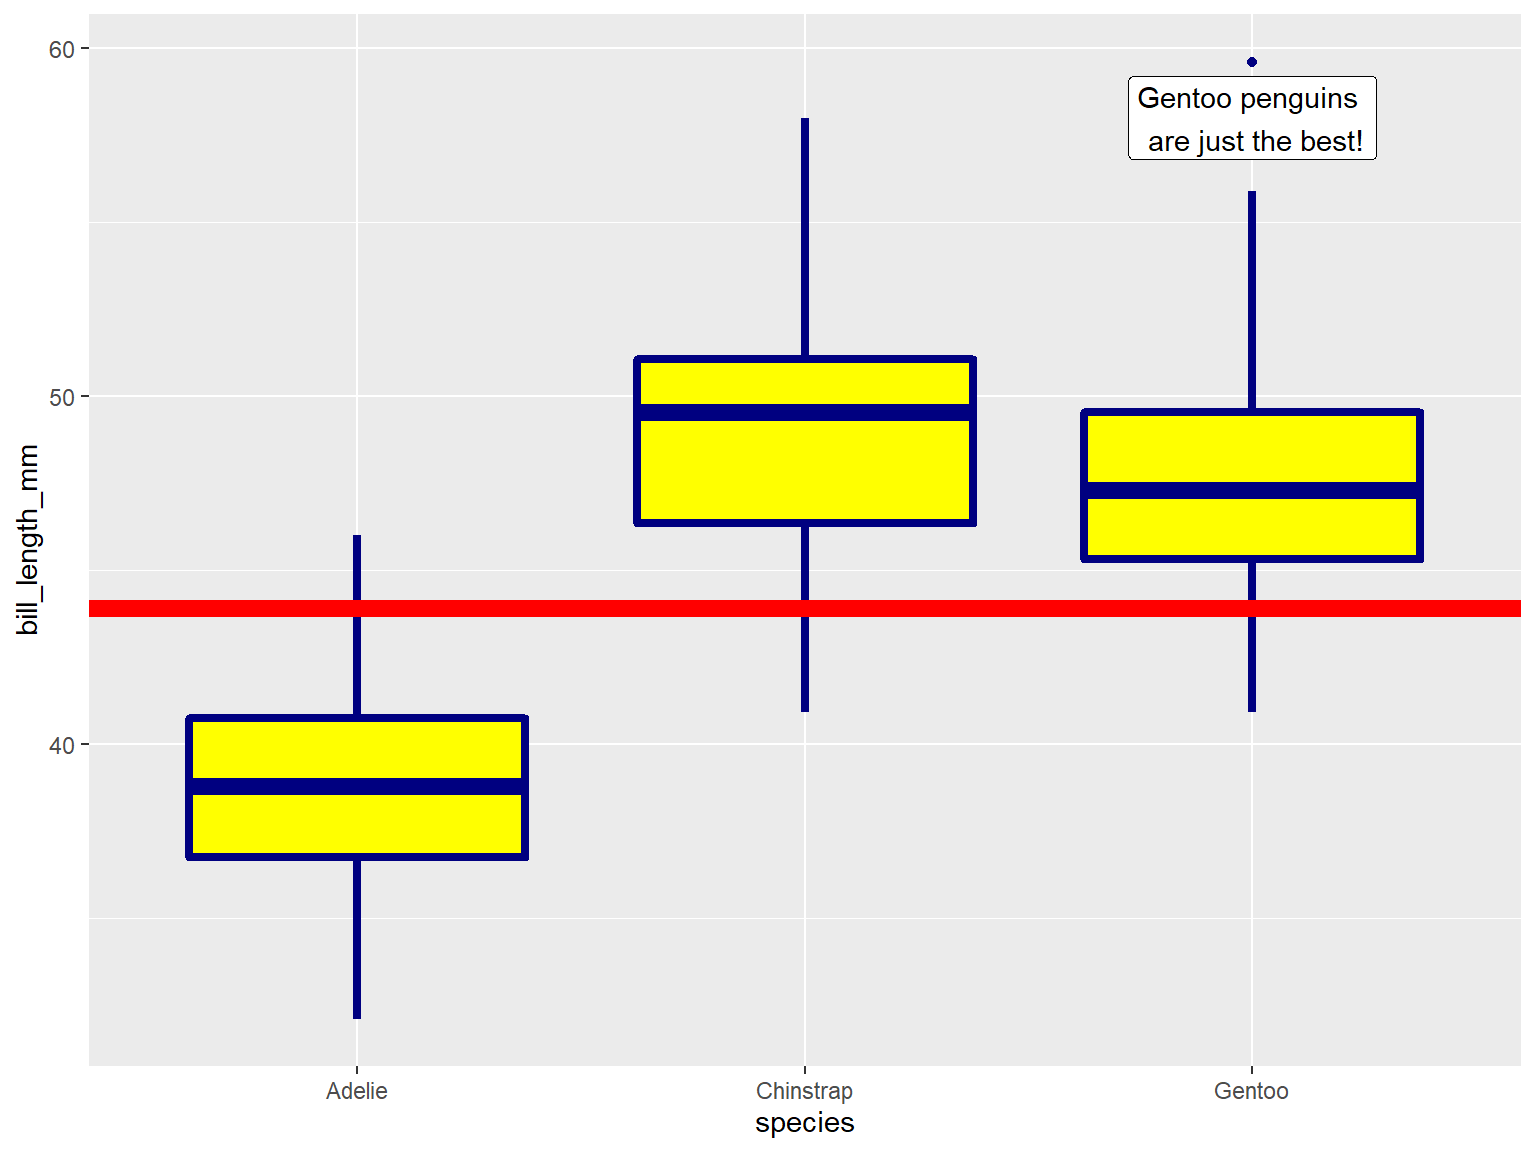 60
Gentoo penguins
are just the best!
50
bill_length_mm
40
Adelie Chinstrap Gentoo
species